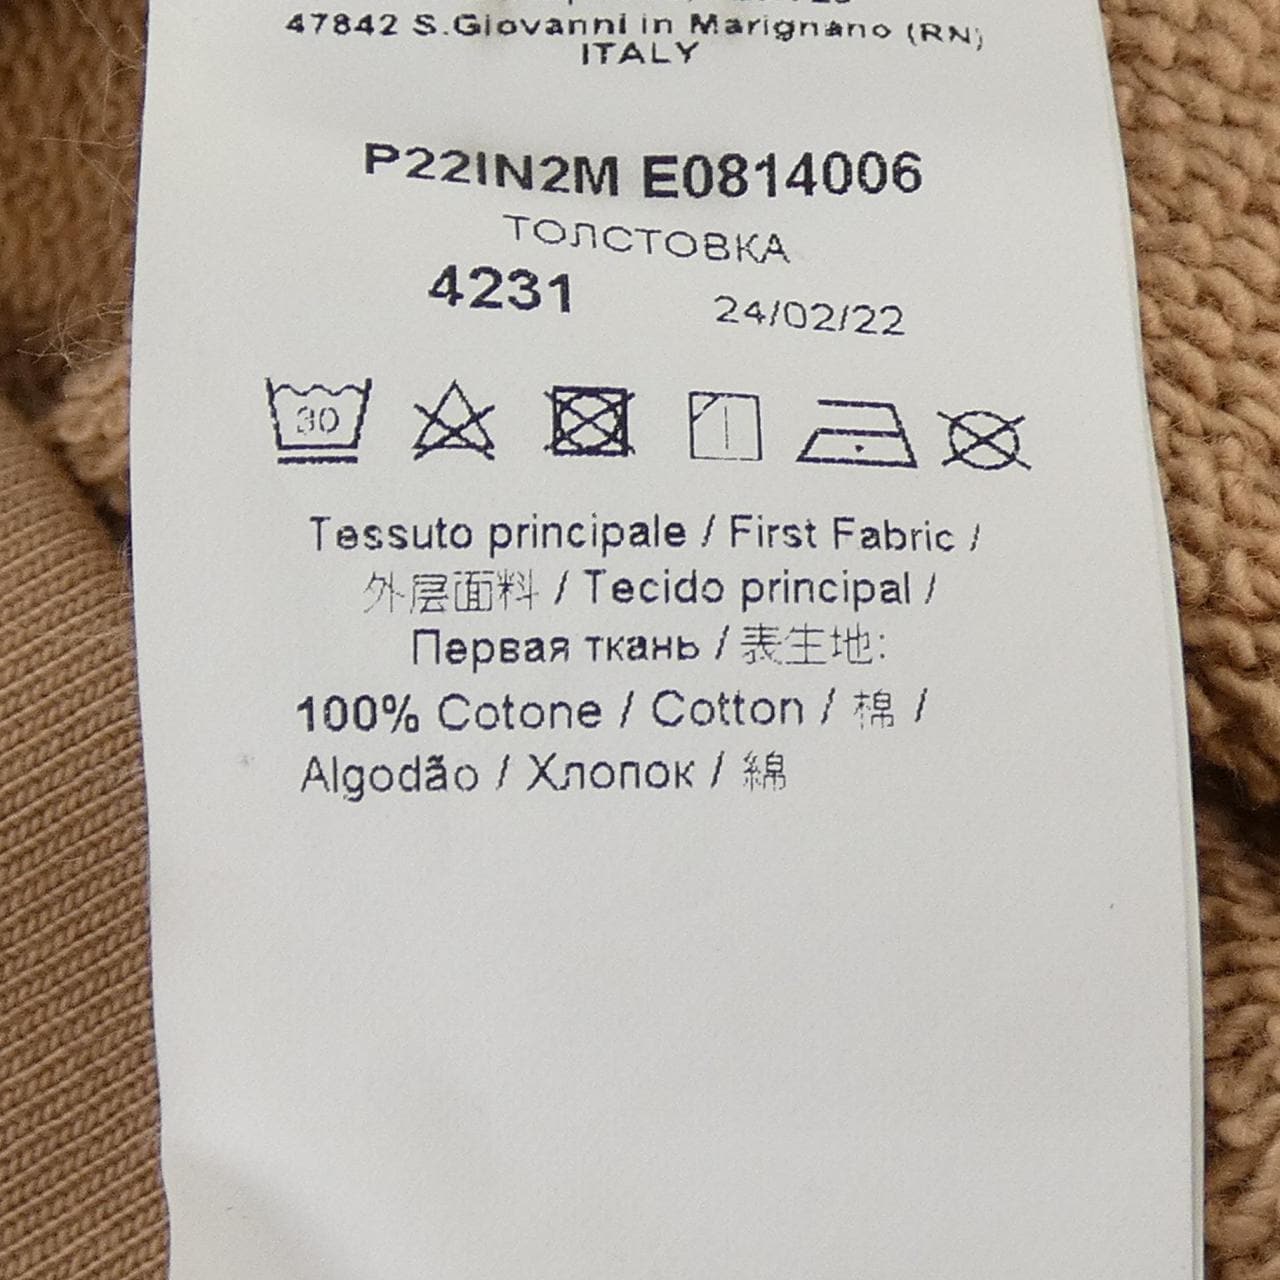 47842 S.Giovanni in Marignano (RN)
ITALY
P22IN2M E0814006
ТОЛСТОВКА
4231 24/02/22
30
Tessuto principale / First Fabric /
外层面料 / Tecido principal /
Первая ткань / 表生地:
100% Cotone / Cotton / 棉 /
Algodão / Хлопок / 綿